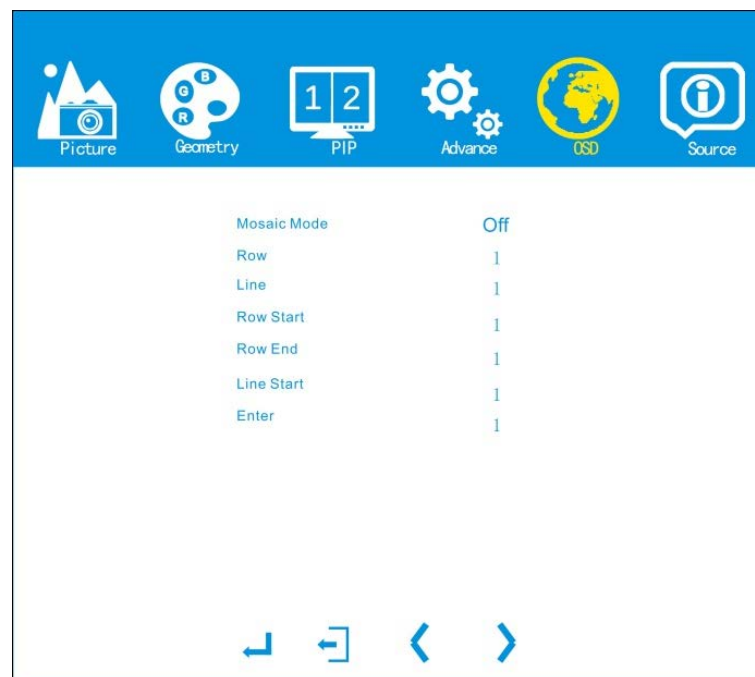 B
G
R
1 2
Picture Geometry PIP Advance OSD Source
Mosaic Mode Off
Row 1
Line 1
Row Start 1
Row End 1
Line Start 1
Enter 1